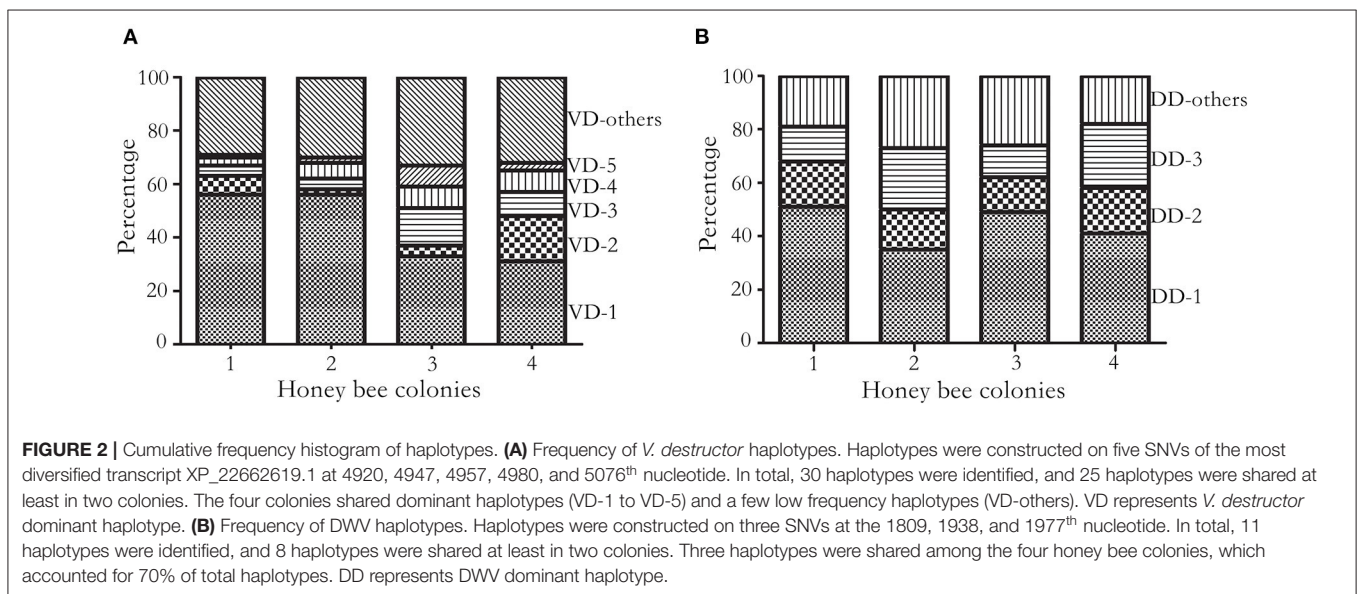 A
B
100
80
60
40
20
0
Percentage
VD-others
VD-5
VD-4
VD-3
VD-2
VD-1
1 2 3 4
Honey bee colonies
100
80
60
40
20
0
Percentage
DD-others
DD-3
DD-2
DD-1
1 2 3 4
Honey bee colonies
FIGURE 2 | Cumulative frequency histogram of haplotypes. (A) Frequency of V. destructor haplotypes. Haplotypes were constructed on five SNVs of the most
diversified transcript XP_22662619.1 at 4920, 4947, 4957, 4980, and 5076th nucleotide. In total, 30 haplotypes were identified, and 25 haplotypes were shared at
least in two colonies. The four colonies shared dominant haplotypes (VD-1 to VD-5) and a few low frequency haplotypes (VD-others). VD represents V. destructor
dominant haplotype. (B) Frequency of DWV haplotypes. Haplotypes were constructed on three SNVs at the 1809, 1938, and 1977th nucleotide. In total, 11
haplotypes were identified, and 8 haplotypes were shared at least in two colonies. Three haplotypes were shared among the four honey bee colonies, which
accounted for 70% of total haplotypes. DD represents DWV dominant haplotype.